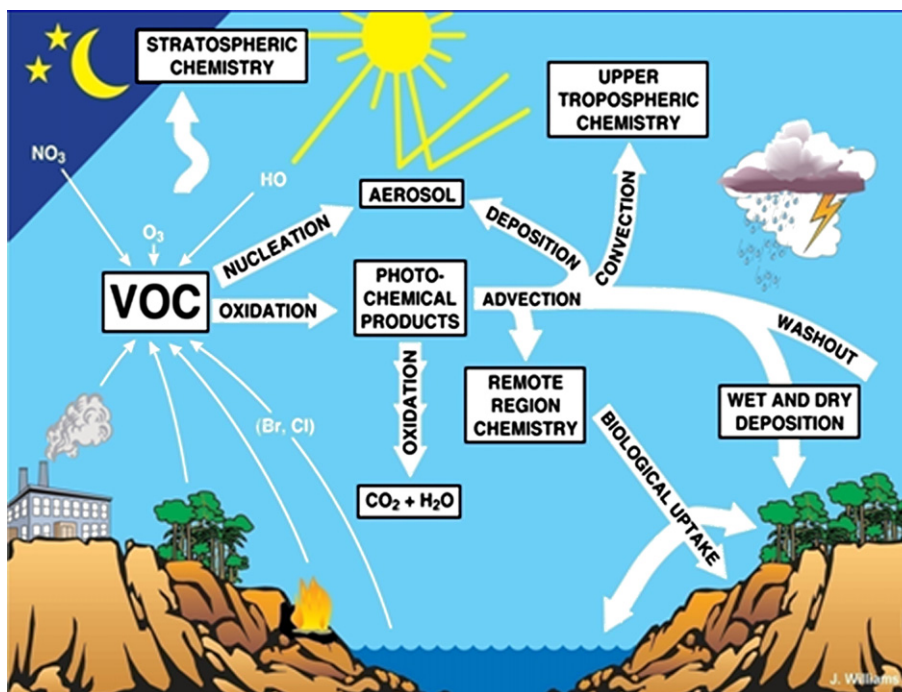 STRATOSPHERIC
CHEMISTRY
UPPER
TROPOSPHERIC
CHEMISTRY
NO₃
HO
AEROSOL
O₃
NUCLEATION
DEPOSITION
CONVECTION
VOC
OXIDATION
PHOTO-
CHEMICAL
PRODUCTS
ADVECTION
WASHOUT
OXIDATION
REMOTE
REGION
CHEMISTRY
WET AND DRY
DEPOSITION
(Br, Cl)
BIOLOGICAL UPTAKE
CO₂ + H₂O
J. Williams